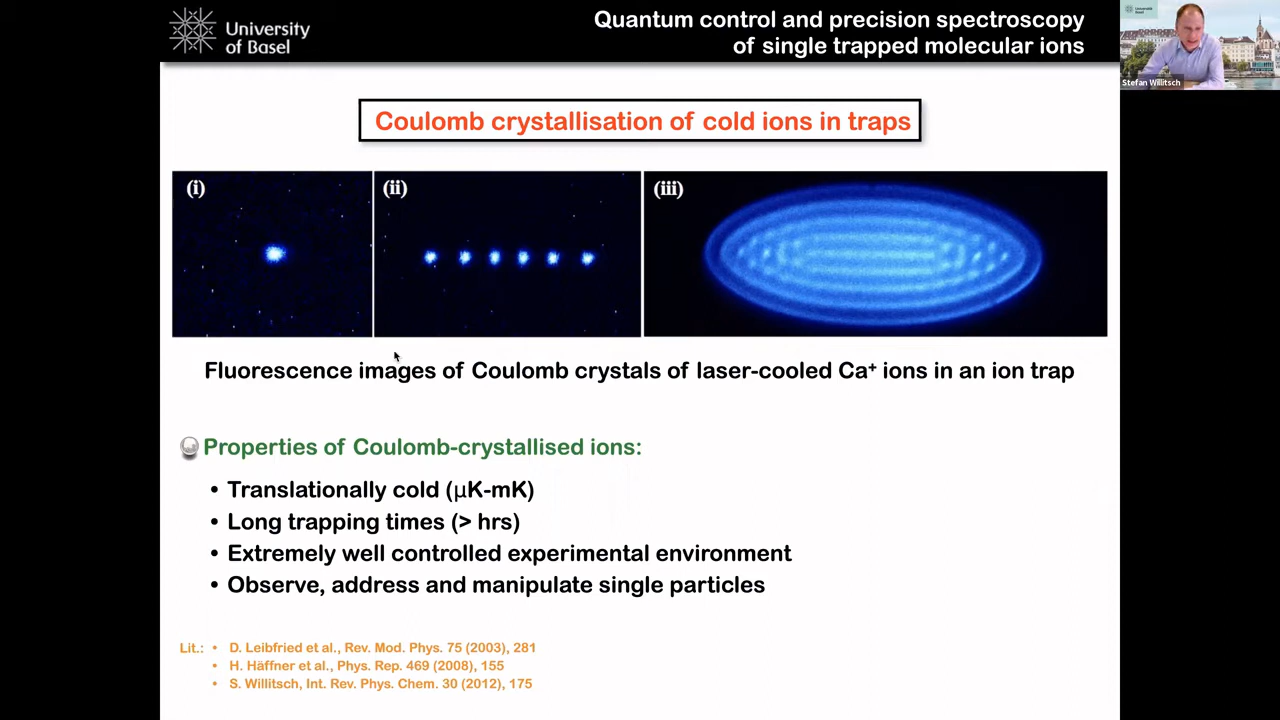 University
of Basel
Quantum control and precision spectroscopy
of single trapped molecular ions
Stefan Willitsch
Coulomb crystallisation of cold ions in traps
(i)
(ii)
(iii)
Fluorescence images of Coulomb crystals of laser-cooled Ca⁺ ions in an ion trap
Properties of Coulomb-crystallised ions:
• Translationally cold (μK-mK)
• Long trapping times (> hrs)
• Extremely well controlled experimental environment
• Observe, address and manipulate single particles
Lit.: • D. Leibfried et al., Rev. Mod. Phys. 75 (2003), 281
• H. Häffner et al., Phys. Rep. 469 (2008), 155
• S. Willitsch, Int. Rev. Phys. Chem. 30 (2012), 175